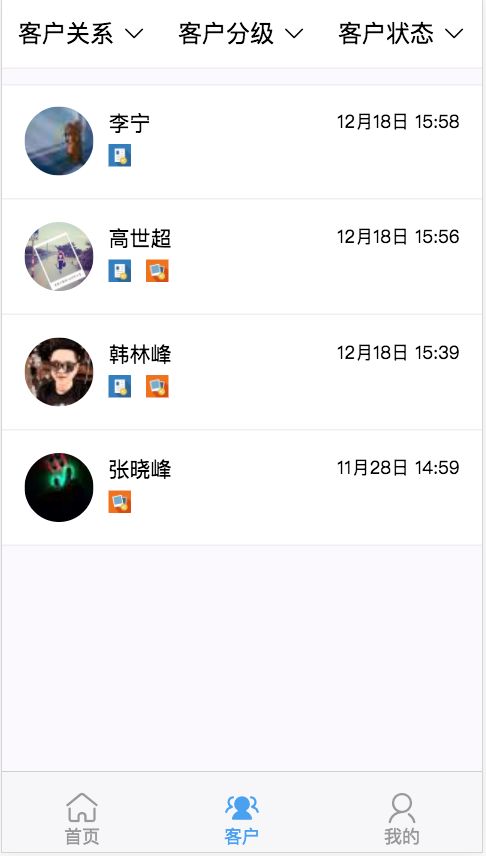 客户关系 客户分级 客户状态
李宁 12月18日 15:58
高世超 12月18日 15:56
韩林峰 12月18日 15:39
张晓峰 11月28日 14:59
首页 客户 我的